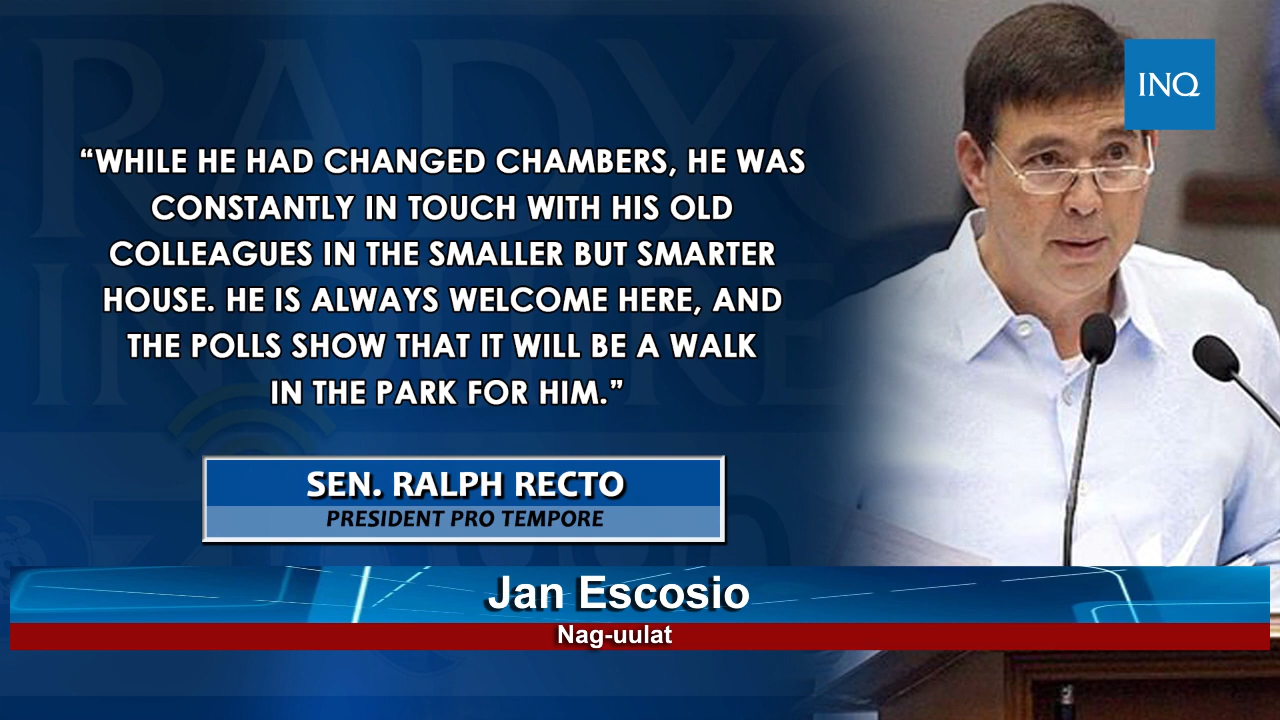 INQ
“WHILE HE HAD CHANGED CHAMBERS, HE WAS
CONSTANTLY IN TOUCH WITH HIS OLD
COLLEAGUES IN THE SMALLER BUT SMARTER
HOUSE. HE IS ALWAYS WELCOME HERE, AND
THE POLLS SHOW THAT IT WILL BE A WALK
IN THE PARK FOR HIM.”
SEN. RALPH RECTO
PRESIDENT PRO TEMPORE
Jan Escosio
Nag-uulat